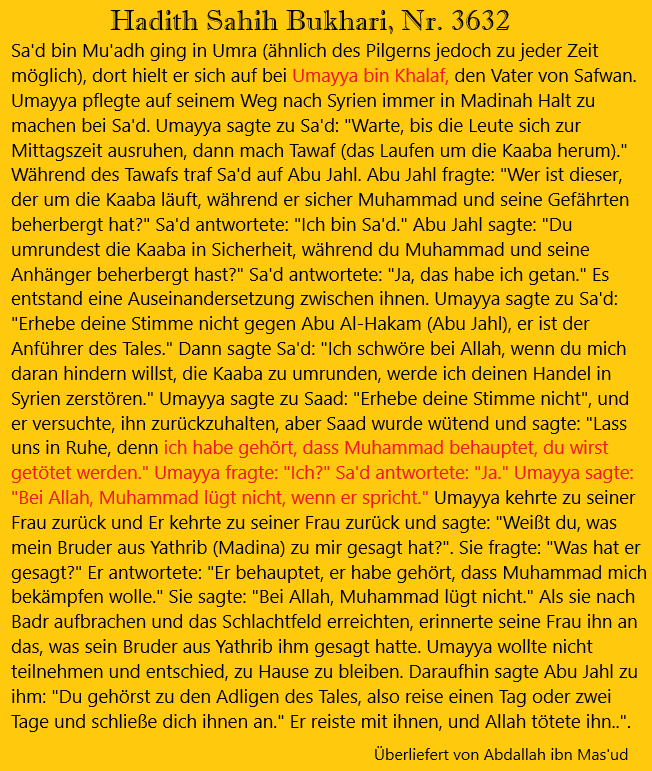 Hadith Sahih Bukhari, Nr. 3632
Sa'd bin Mu'adh ging in Umra (ähnlich des Pilgerns jedoch zu jeder Zeit
möglich), dort hielt er sich auf bei Umayya bin Khalaf, den Vater von Safwan.
Umayya pflegte auf seinem Weg nach Syrien immer in Madinah Halt zu
machen bei Sa'd. Umayya sagte zu Sa'd: "Warte, bis die Leute sich zur
Mittagszeit ausruhen, dann mach Tawaf (das Laufen um die Kaaba herum)."
Während des Tawafs traf Sa'd auf Abu Jahl. Abu Jahl fragte: "Wer ist dieser,
der um die Kaaba läuft, während er sicher Muhammad und seine Gefährten
beherbergt hat?" Sa'd antwortete: "Ich bin Sa'd." Abu Jahl sagte: "Du
umrundest die Kaaba in Sicherheit, während du Muhammad und seine
Anhänger beherbergt hast?" Sa'd antwortete: "Ja, das habe ich getan." Es
entstand eine Auseinandersetzung zwischen ihnen. Umayya sagte zu Sa'd:
"Erhebe deine Stimme nicht gegen Abu Al-Hakam (Abu Jahl), er ist der
Anführer des Tales." Dann sagte Sa'd: "Ich schwöre bei Allah, wenn du mich
daran hindern willst, die Kaaba zu umrunden, werde ich deinen Handel in
Syrien zerstören." Umayya sagte zu Saad: "Erhebe deine Stimme nicht", und
er versuchte, ihn zurückzuhalten, aber Saad wurde wütend und sagte: "Lass
uns in Ruhe, denn ich habe gehört, dass Muhammad behauptet, du wirst
getötet werden." Umayya fragte: "Ich?" Sa'd antwortete: "Ja." Umayya sagte:
"Bei Allah, Muhammad lügt nicht, wenn er spricht." Umayya kehrte zu seiner
Frau zurück und Er kehrte zu seiner Frau zurück und sagte: "Weißt du, was
mein Bruder aus Yathrib (Madina) zu mir gesagt hat?". Sie fragte: "Was hat er
gesagt?" Er antwortete: "Er behauptet, er habe gehört, dass Muhammad mich
bekämpfen wolle." Sie sagte: "Bei Allah, Muhammad lügt nicht." Als sie nach
Badr aufbrachen und das Schlachtfeld erreichten, erinnerte seine Frau ihn an
das, was sein Bruder aus Yathrib ihm gesagt hatte. Umayya wollte nicht
teilnehmen und entschied, zu Hause zu bleiben. Daraufhin sagte Abu Jahl zu
ihm: "Du gehörst zu den Adligen des Tales, also reise einen Tag oder zwei
Tage und schließe dich ihnen an." Er reiste mit ihnen, und Allah tötete ihn..".
Überliefert von Abdallah ibn Mas'ud